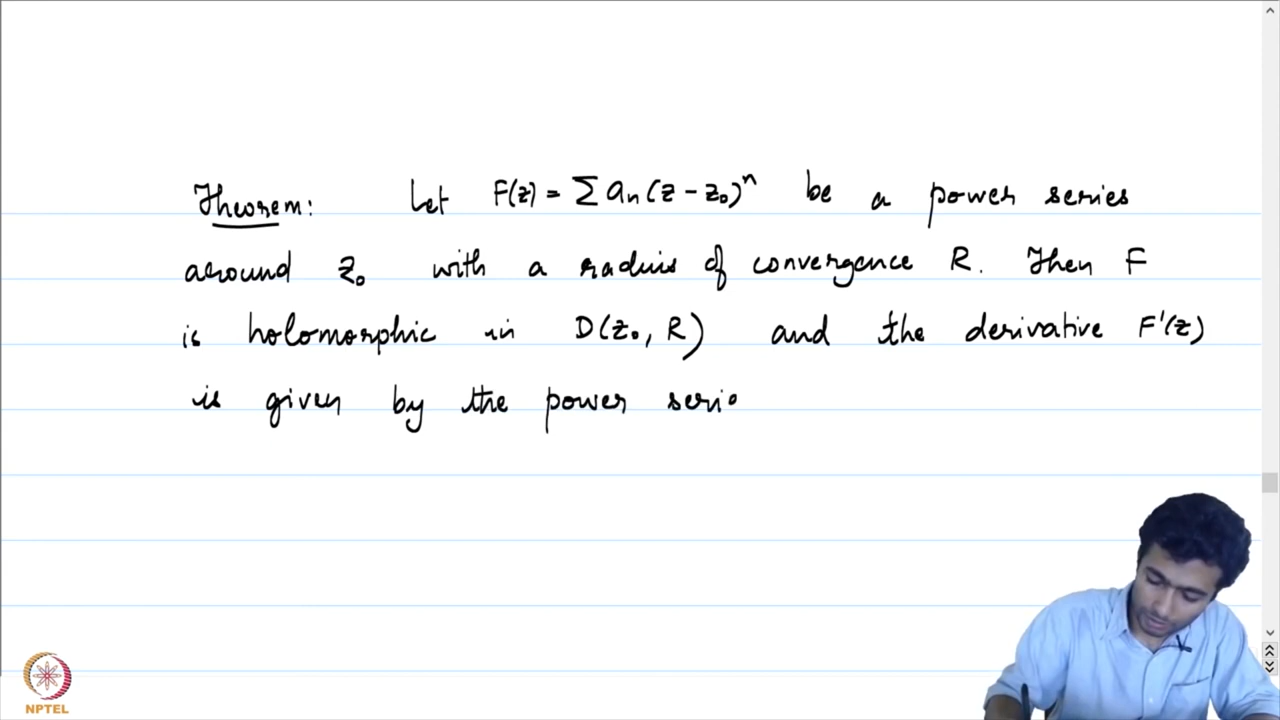 Theorem: Let F(z) = ∑ aₙ (z - z₀)ⁿ be a power series
around z₀ with a radius of convergence R. Then F
is holomorphic in D(z₀, R) and the derivative F'(z)
is given by the power serie
NPTEL